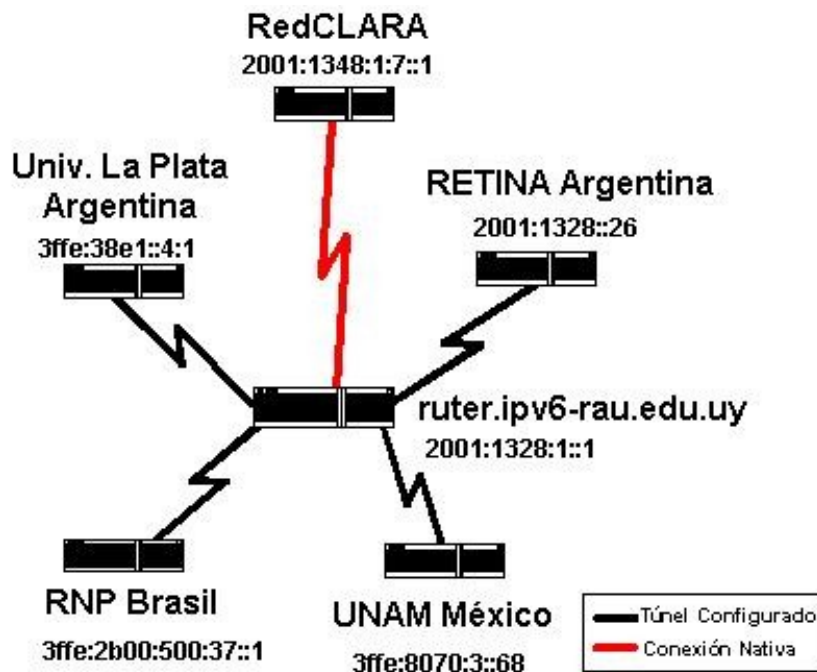 RedCLARA
2001:1348:1:7::1
Univ. La Plata
Argentina
3ffe:38e1::4:1
RETINA Argentina
2001:1328::26
ruter.ipv6-rau.edu.uy
2001:1328:1::1
RNP Brasil
3ffe:2b00:500:37::1
UNAM México
3ffe:8070:3::68
Túnel Configurado
Conexión Nativa